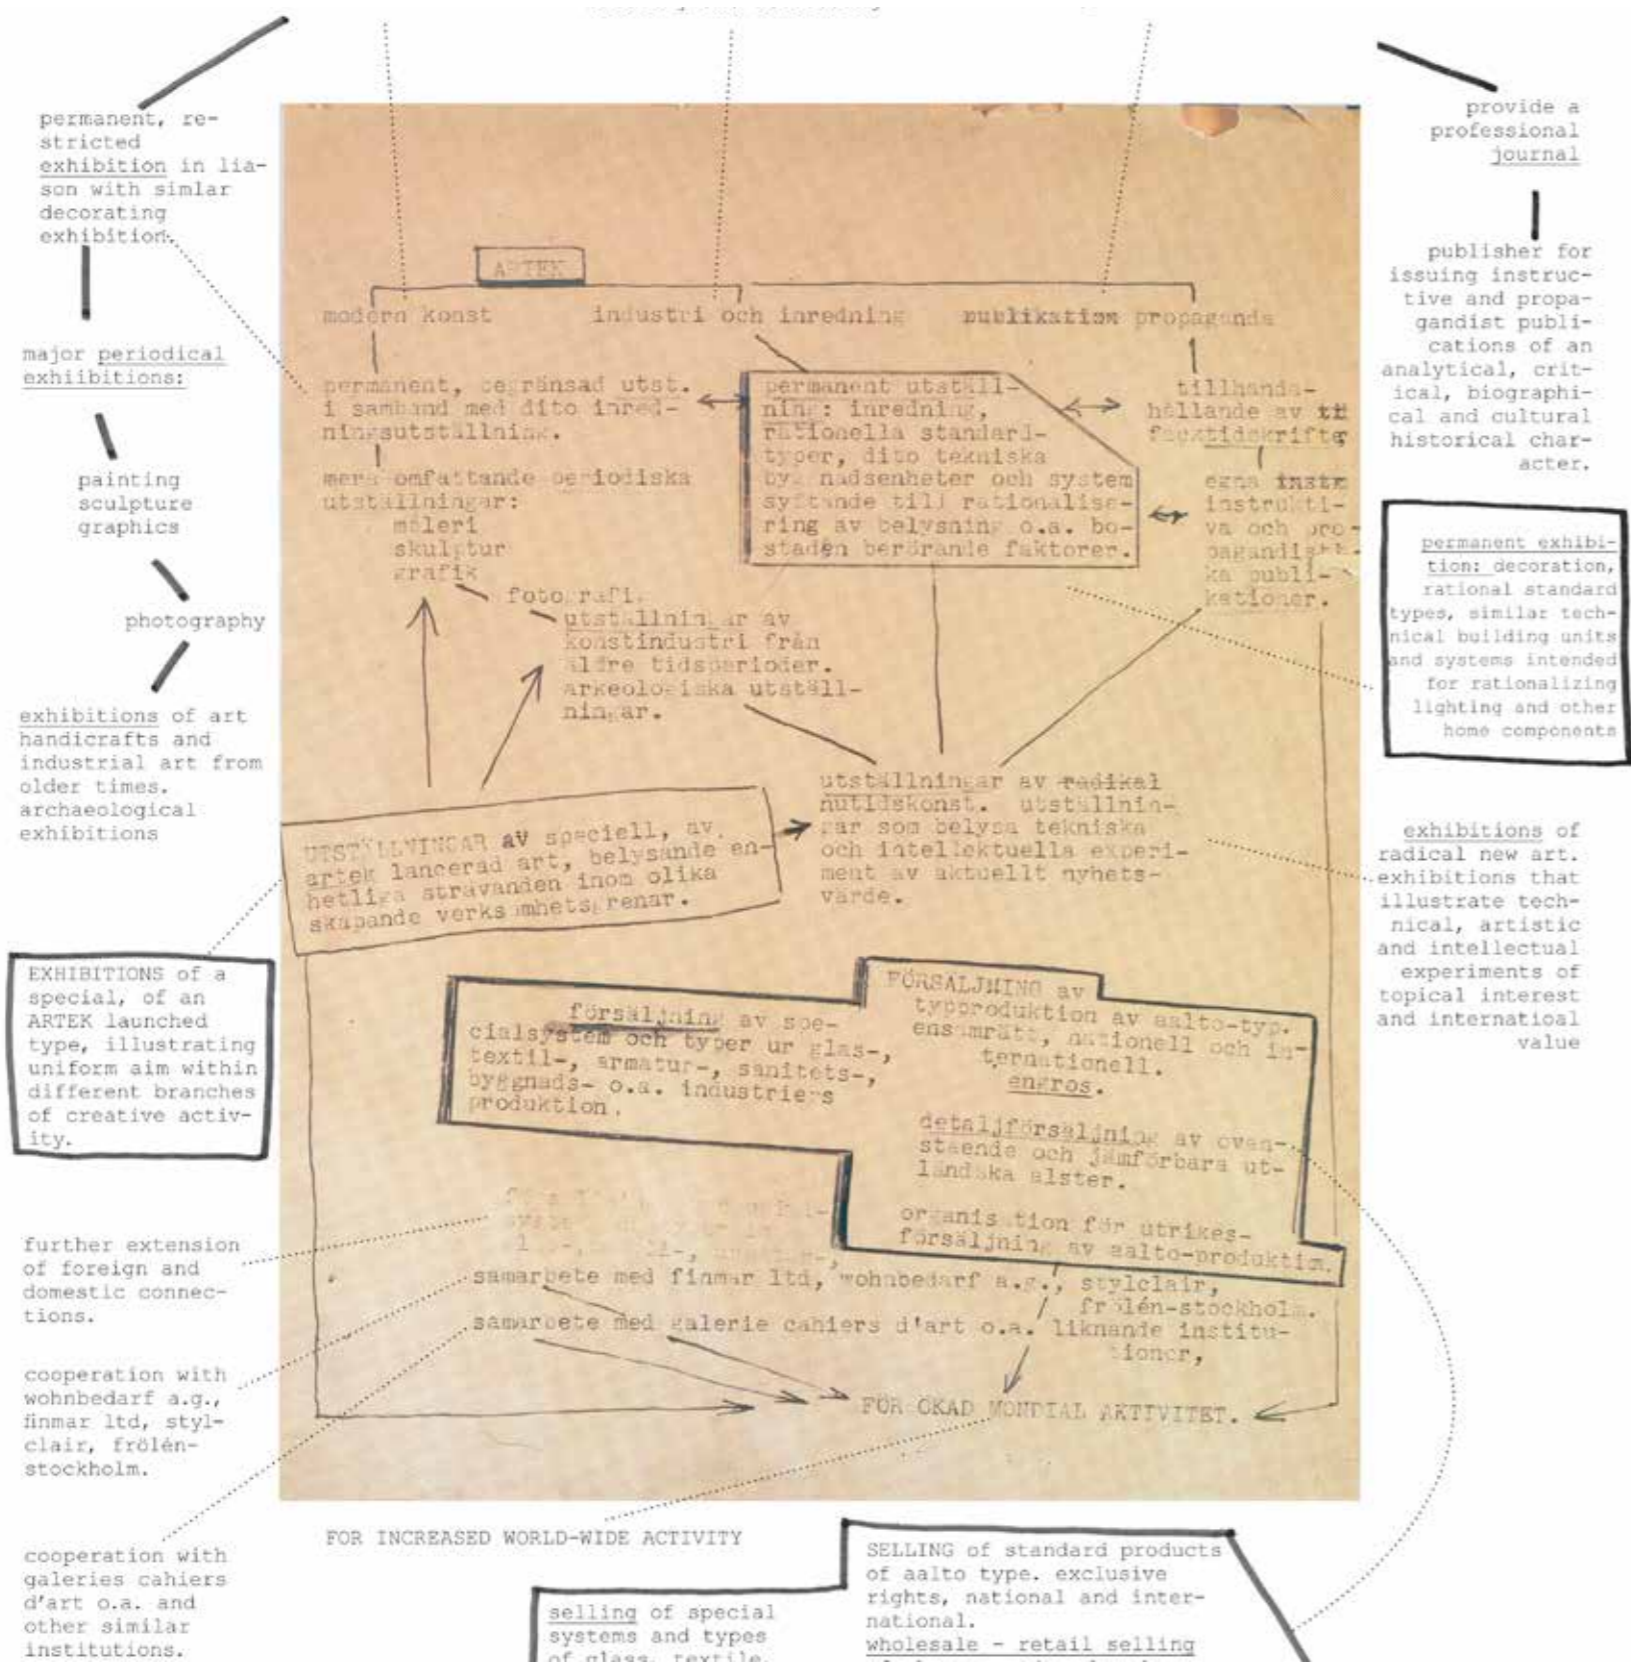 permanent, re-
stricted
exhibition in lia-
son with simlar
decorating
exhibition
major periodical
exhiibitions:
painting
sculpture
graphics
photography
exhibitions of art
handicrafts and
industrial art from
older times.
archaeological
exhibitions
EXHIBITIONS of a
special, of an
ARTEK launched
type, illustrating
uniform aim within
different branches
of creative activ-
ity.
further extension
of foreign and
domestic connec-
tions.
cooperation with
wohnbedarf a.g.,
finmar ltd, styl-
clair, frölén-
stockholm.
cooperation with
galeries cahiers
d'art o.a. and
other similar
institutions.
ARTEK
modern konst
industri och inredning
publikation propaganda
permanent, begränsad utst.
i samband med dito inred-
ningsutställning.
mera omfattande periodiska
utställningar:
måleri
skulptur
grafik
fotografi.
utställningar av
konstindustri från
äldre tidsperioder.
arkeologiska utställ-
ningar.
permanent utställ-
ning: inredning,
rationella standard-
typer, dito tekniska
byggnadsenheter och system
syftande till rationalise-
ring av belysning o.a. bo-
staden berörande faktorer.
tillhanda-
hållande av ti
facktidskrifter
egna instr
instrukti-
va och pro-
pagandisti-
ka publi-
kationer.
UTSTÄLLNINGAR av speciell, av
artek lancerad art, belysande en-
hetliga strävanden inom olika
skapande verksamhetsgrenar.
utställningar av radikal
nutidskonst. utställnin-
gar som belysa tekniska
och intellektuella experi-
ment av aktuellt nyhets-
värde.
försäljning av spe-
cialsystem och typer ur glas-,
textil-, armatur-, sanitets-,
byggnads- o.a. industriers
produktion.
FÖRSÄLJNING av
typproduktion av aalto-typ.
ensamrätt, nationell och in-
ternationell.
engros.
detaljförsäljning av ovan-
stående och jämförbara ut-
ländska alster.
organisation för utrikes-
försäljning av aalto-produktion.
samarbete med finmar ltd, wohnbedarf a.g., stylclair,
frölén-stockholm.
samarbete med galerie cahiers d'art o.a. liknande institu-
tioner,
FÖR ÖKAD MONDIAL AKTIVITET.
provide a
professional
journal
publisher for
issuing instruc-
tive and propa-
gandist publi-
cations of an
analytical, crit-
ical, biographi-
cal and cultural
historical char-
acter.
permanent exhibi-
tion: decoration,
rational standard
types, similar tech-
nical building units
and systems intended
for rationalizing
lighting and other
home components
exhibitions of
radical new art.
exhibitions that
illustrate tech-
nical, artistic
and intellectual
experiments of
topical interest
and internatioal
value
FOR INCREASED WORLD-WIDE ACTIVITY
selling of special
systems and types
of glass, textile,
SELLING of standard products
of aalto type. exclusive
rights, national and inter-
national.
wholesale - retail selling